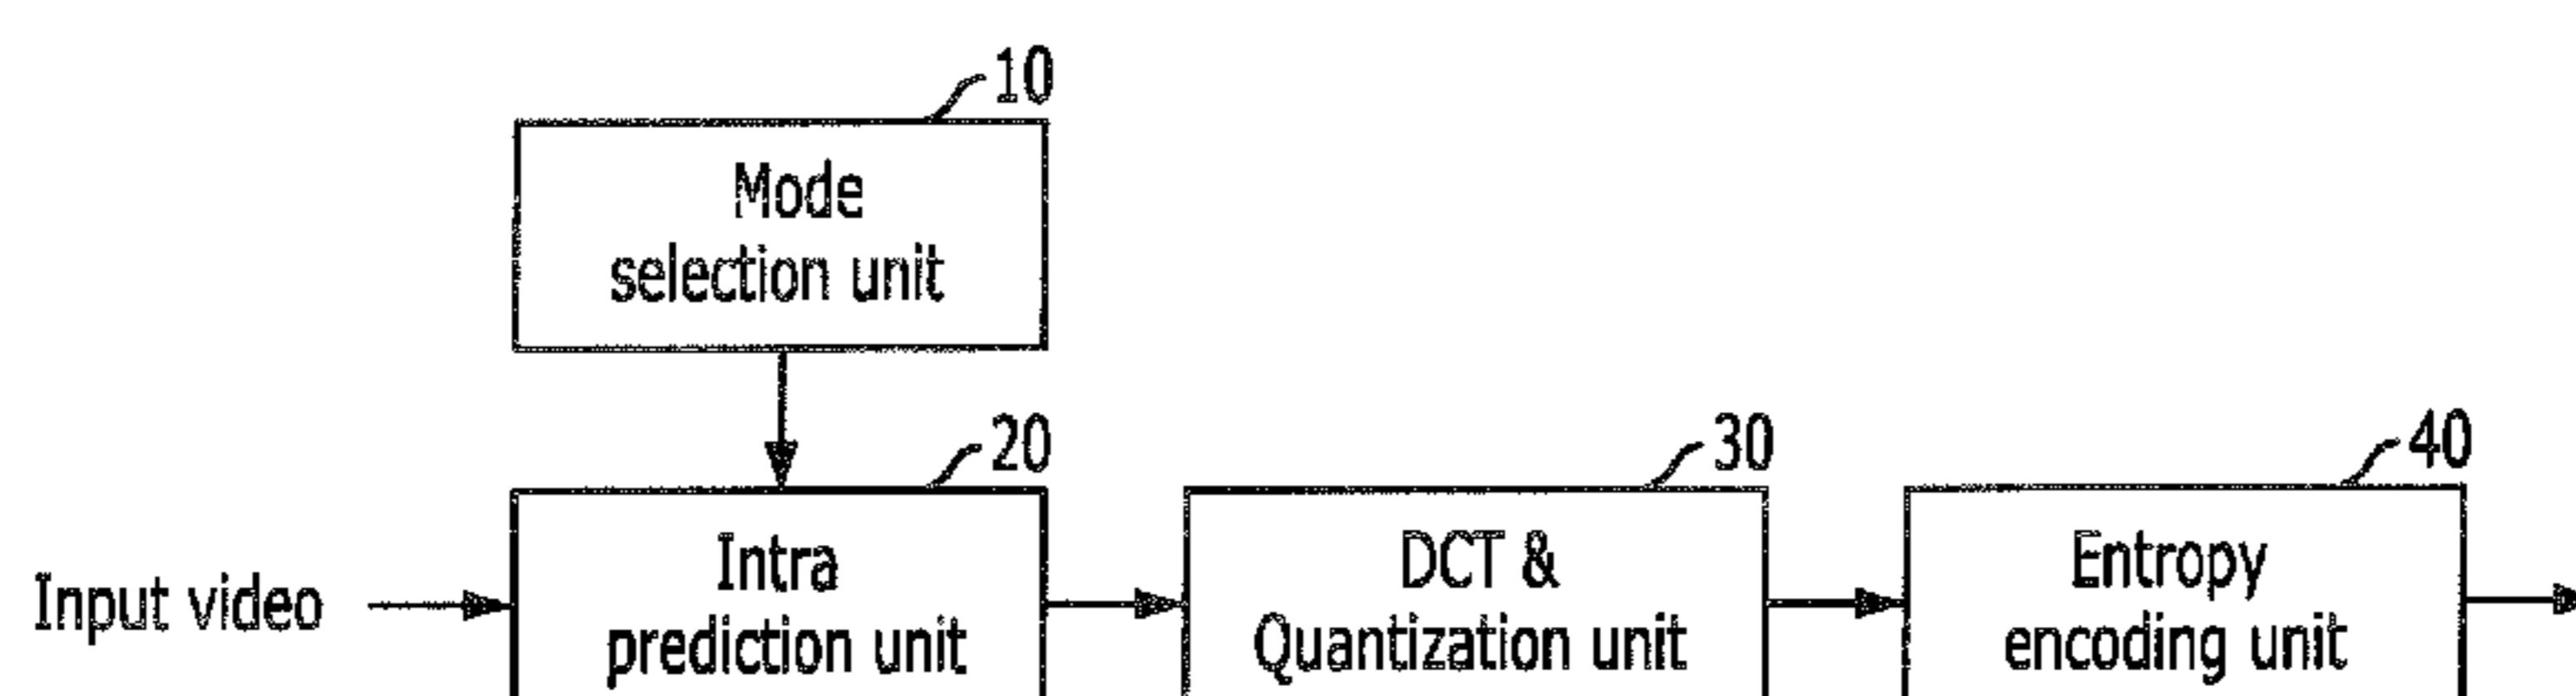 10
Mode
selection unit
20
30
40
Input video
Intra
prediction unit
DCT &
Quantization unit
Entropy
encoding unit